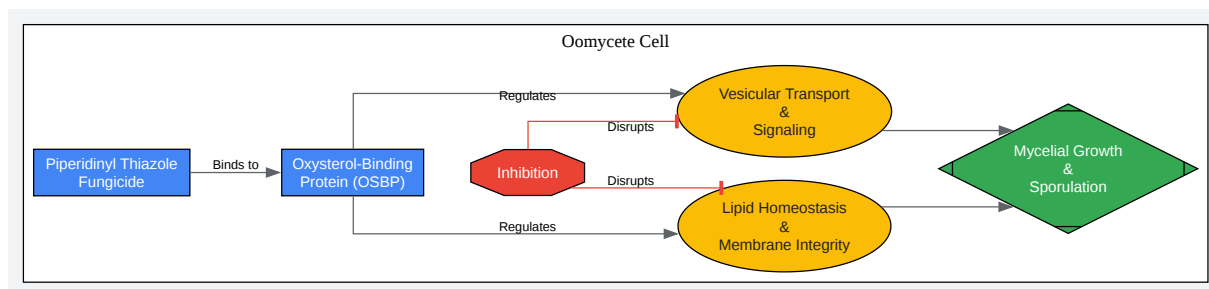 Oomycete Cell
Piperidinyl Thiazole
Fungicide
Binds to
Oxysterol-Binding
Protein (OSBP)
Regulates
Disrupts
Inhibition
Disrupts
Regulates
Vesicular Transport
&
Signaling
Lipid Homeostasis
&
Membrane Integrity
Mycelial Growth
&
Sporulation